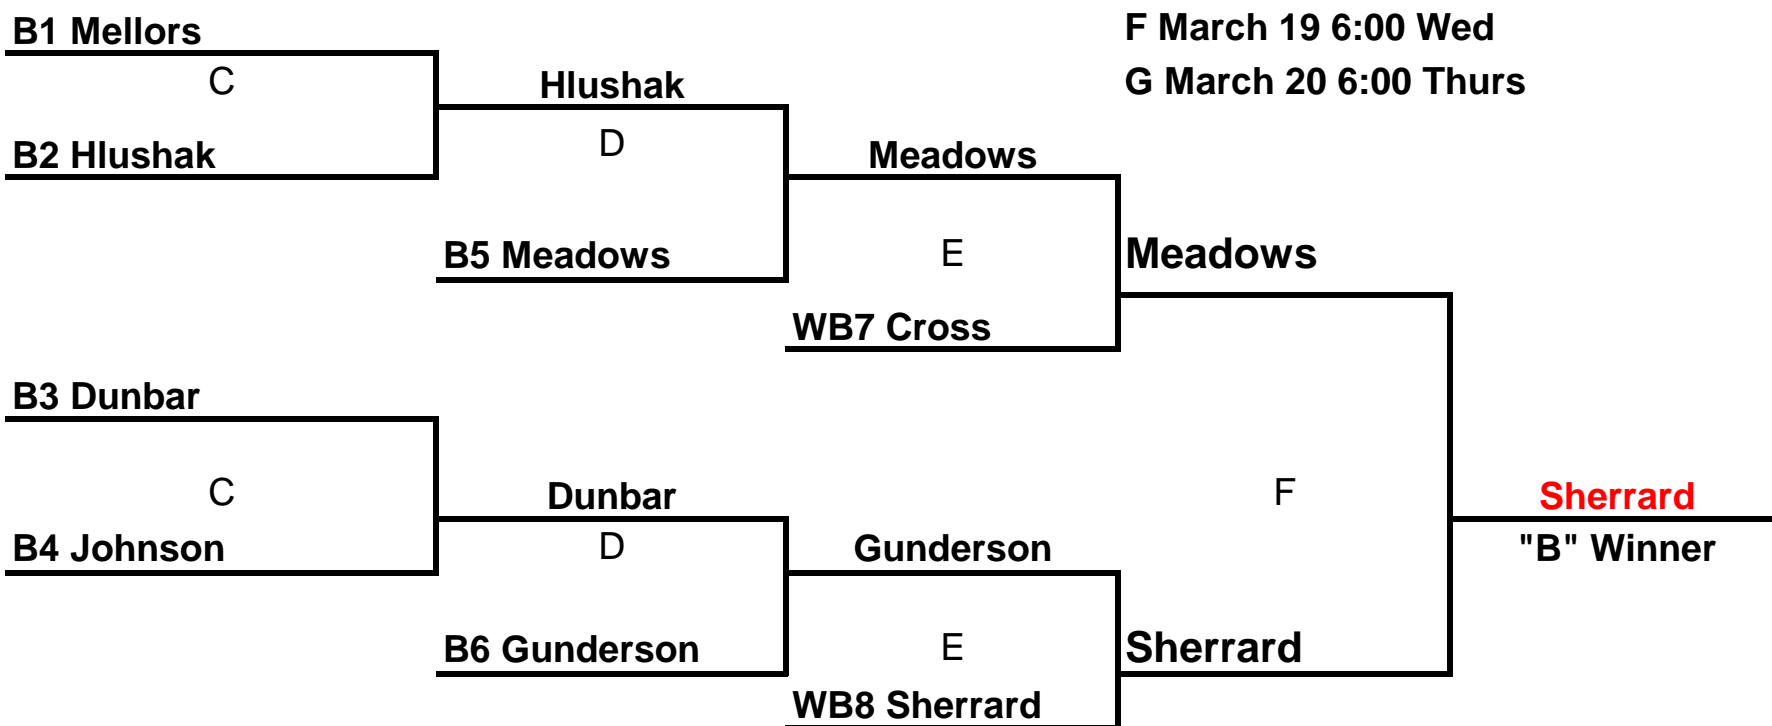 B1 Mellors
F March 19 6:00 Wed
C
Hlushak
G March 20 6:00 Thurs
B2 Hlushak
D
Meadows
B5 Meadows
E
Meadows
WB7 Cross
B3 Dunbar
C
Dunbar
F
Sherrard
B4 Johnson
D
Gunderson
"B" Winner
B6 Gunderson
E
Sherrard
WB8 Sherrard